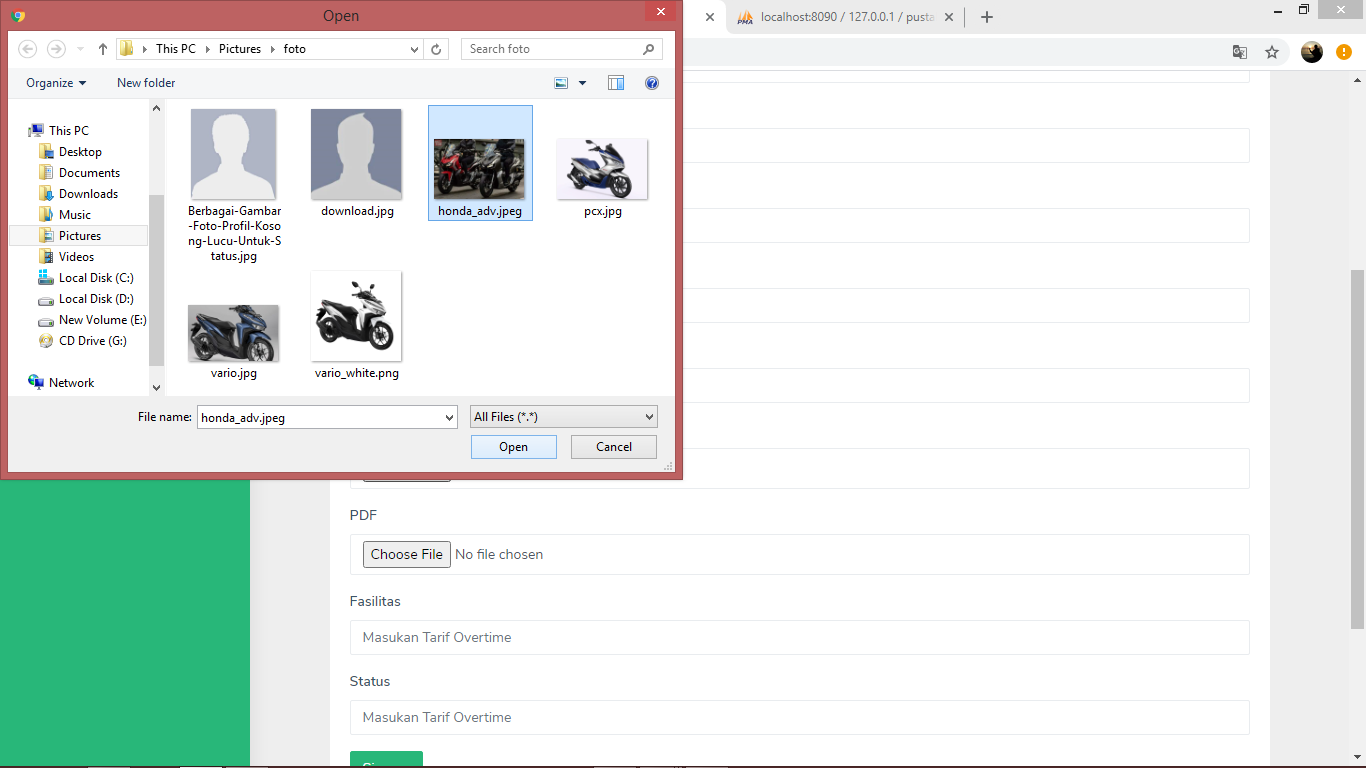 Open
localhost:8090 / 127.0.0.1 / pusta
This PC
Pictures
foto
Search foto
Organize
New folder
This PC
Desktop
Documents
Downloads
Music
Pictures
Videos
Local Disk (C:)
Local Disk (D:)
New Volume (E:)
CD Drive (G:)
Network
Berbagai-Gambar
-Foto-Profil-Koso
ng-Lucu-Untuk-S
tatus.jpg
download.jpg
honda_adv.jpeg
pcx.jpg
vario.jpg
vario_white.png
File name:
honda_adv.jpeg
All Files (*.*)
Open
Cancel
PDF
Choose File No file chosen
Fasilitas
Masukan Tarif Overtime
Status
Masukan Tarif Overtime